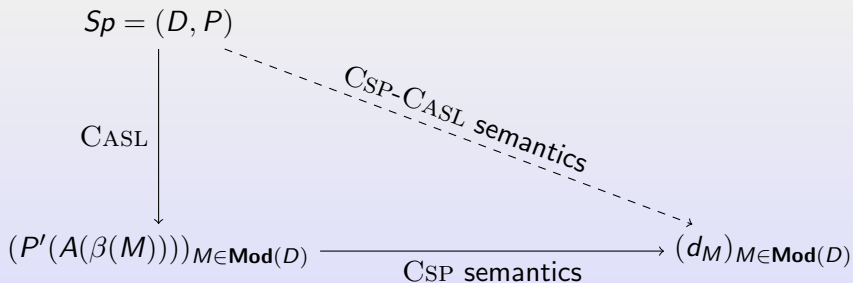 Sp = (D, P)
CSP-CASL semantics
CASL
(P′(A(β(M))))M∈Mod(D)
(dM)M∈Mod(D)
CSP semantics